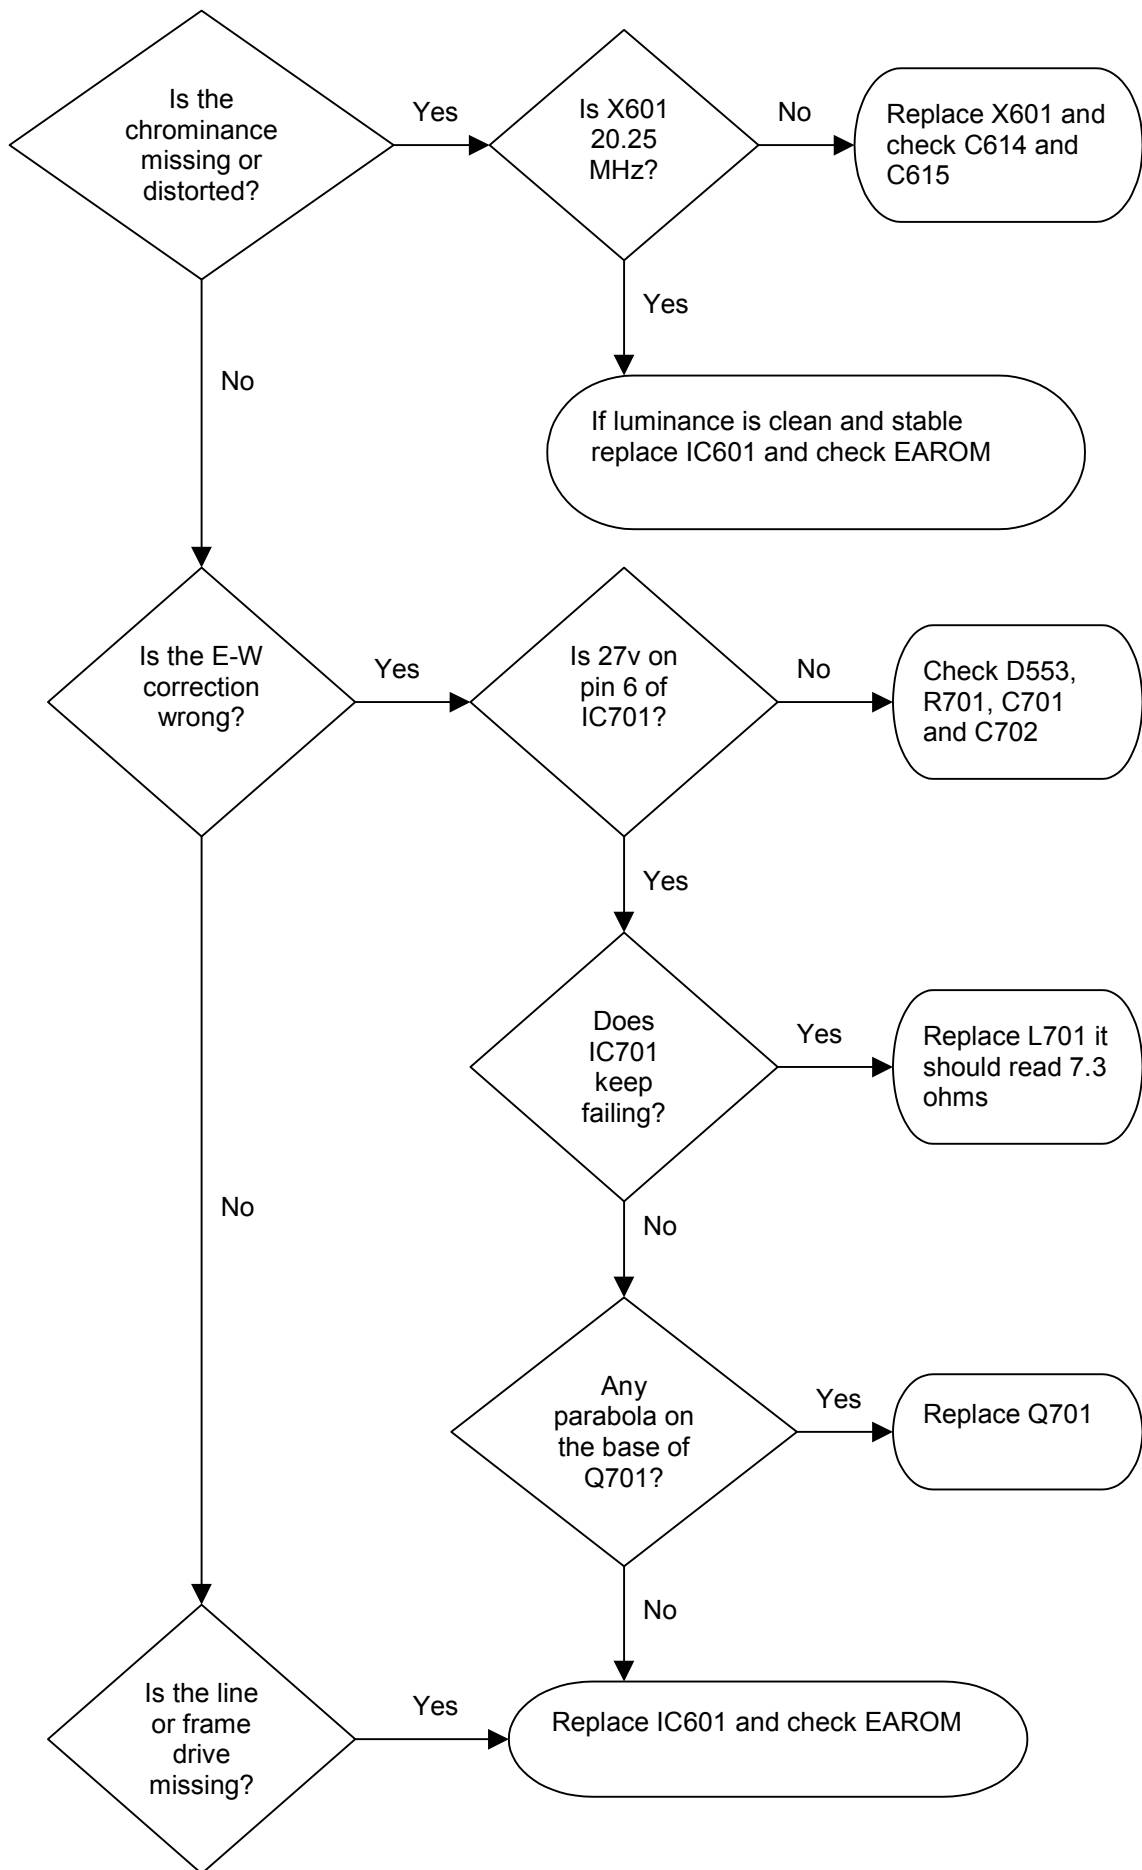 Is the
chrominance
missing or
distorted?
Yes
Is X601
20.25
MHz?
No
Replace X601 and
check C614 and
C615
Yes
If luminance is clean and stable
replace IC601 and check EAROM
No
Is the E-W
correction
wrong?
Yes
Is 27v on
pin 6 of
IC701?
No
Check D553,
R701, C701
and C702
Yes
Does
IC701
keep
failing?
Yes
Replace L701 it
should read 7.3
ohms
No
No
Any
parabola on
the base of
Q701?
Yes
Replace Q701
No
Is the line
or frame
drive
missing?
Yes
Replace IC601 and check EAROM